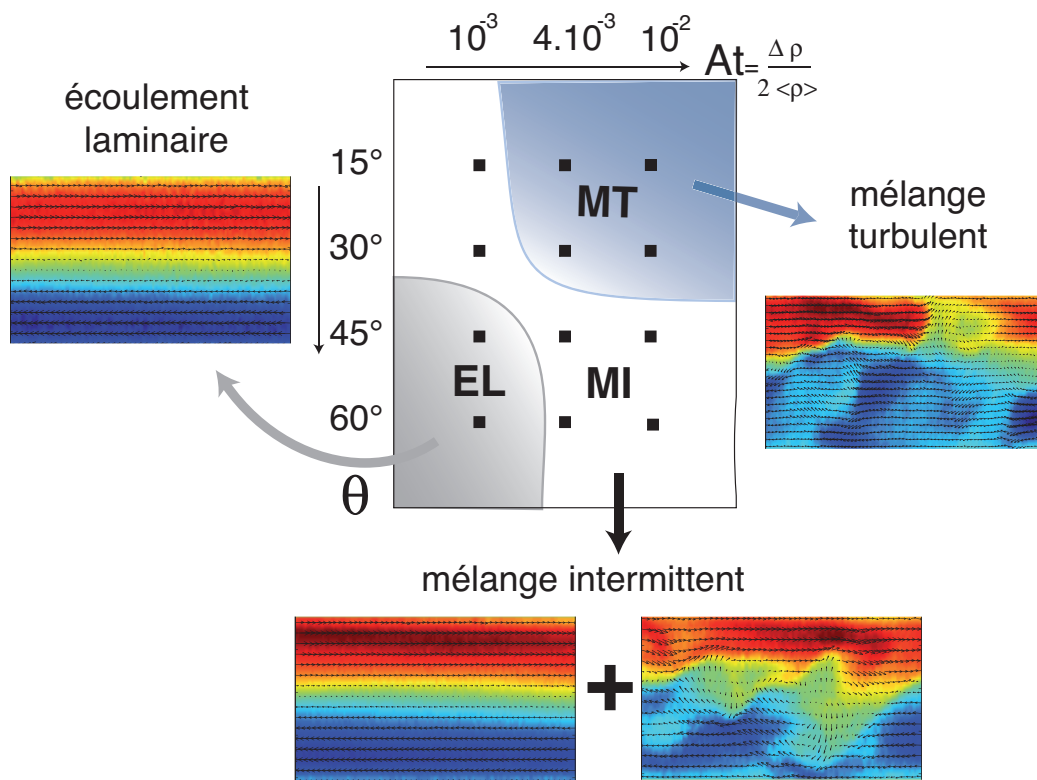 10⁻³ 4.10⁻³ 10⁻² At= Δ ρ / 2 <ρ>
écoulement
laminaire
15°
30°
45°
60°
θ
MT
EL
MI
mélange
turbulent
mélange intermittent
+